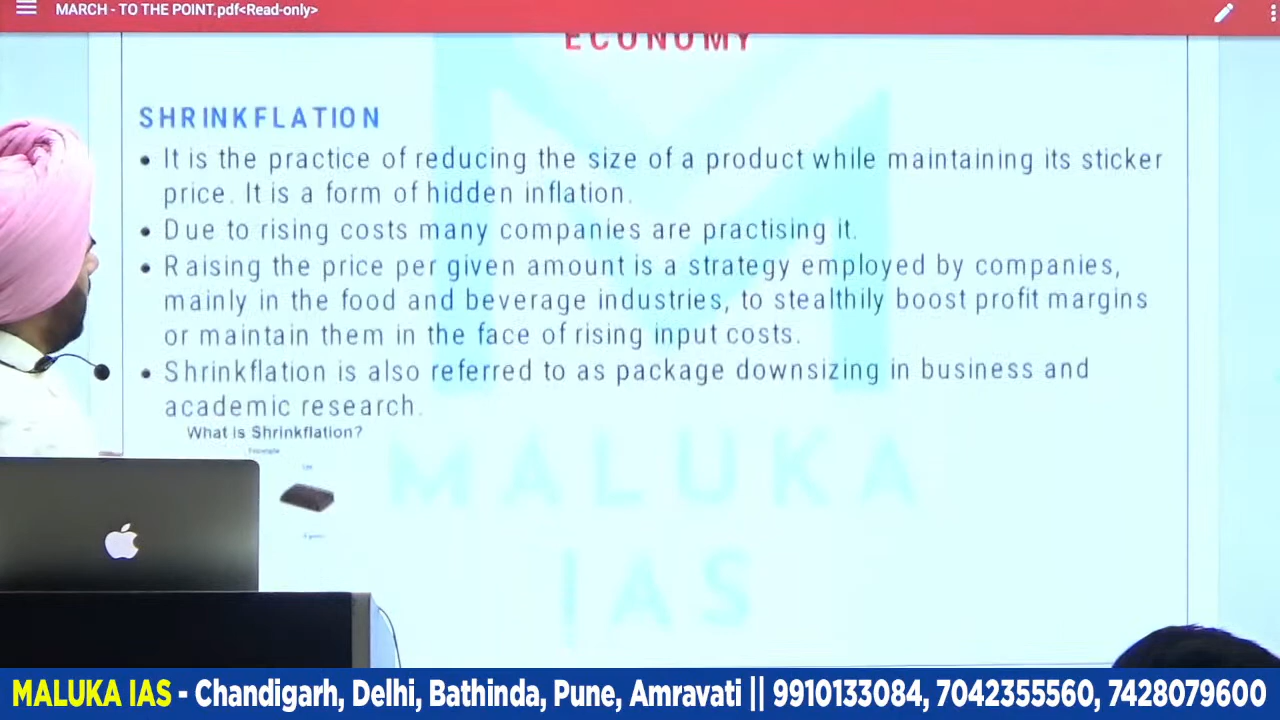 MARCH - TO THE POINT.pdf<Read-only>
ECONOMY
SHRINKFLATION
• It is the practice of reducing the size of a product while maintaining its sticker
price. It is a form of hidden inflation.
• Due to rising costs many companies are practising it.
• Raising the price per given amount is a strategy employed by companies,
mainly in the food and beverage industries, to stealthily boost profit margins
or maintain them in the face of rising input costs.
• Shrinkflation is also referred to as package downsizing in business and
academic research.
What is Shrinkflation?
MALUKA
IAS
MALUKA IAS - Chandigarh, Delhi, Bathinda, Pune, Amravati || 9910133084, 7042355560, 7428079600